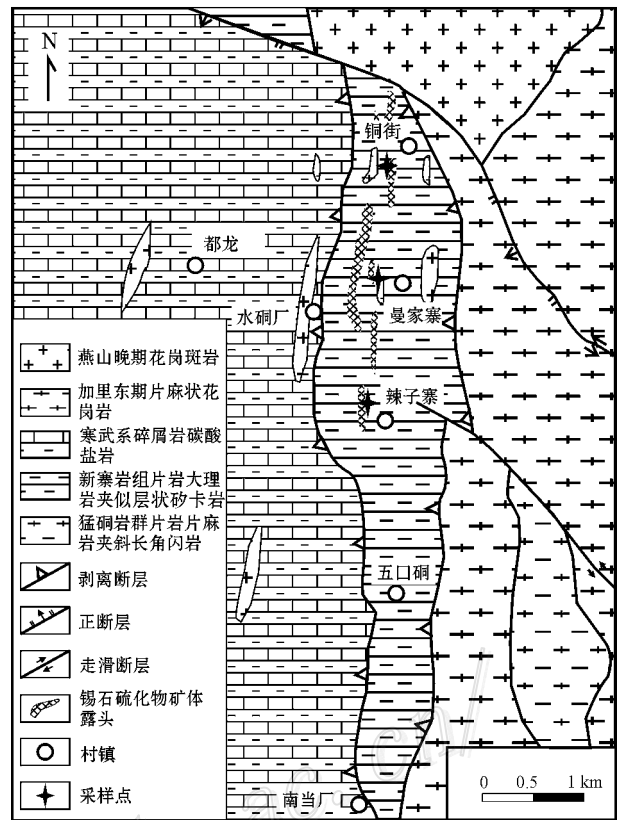 N
铜街
都龙
水硐厂
曼家寨
辣子寨
五口硐
南当厂
燕山晚期花岗斑岩
加里东期片麻状花
岗岩
寒武系碎屑岩碳酸
盐岩
新寨岩组片岩大理
岩夹似层状矽卡岩
猛硐岩群片岩片麻
岩夹斜长角闪岩
剥离断层
正断层
走滑断层
锡石硫化物矿体
露头
村镇
采样点
0 0.5 1 km